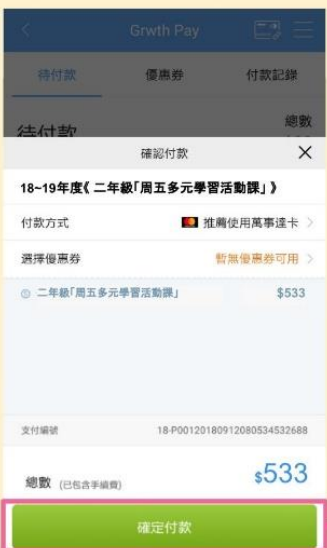 Grwth Pay
待付款 優惠券 付款記錄
待付款 總數
確認付款
18~19年度《 二年級「周五多元學習活動課」》
付款方式 推薦使用萬事達卡
選擇優惠券 暫無優惠券可用
二年級「周五多元學習活動課」 $533
支付編號 18-P001201809120805345​32688
總數 (已包含手續費) $533
確定付款